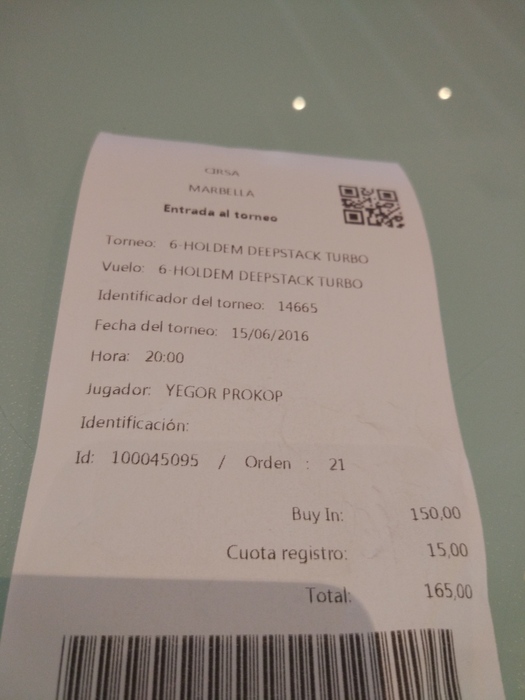 CIRSA
MARBELLA
Entrada al torneo
Torneo: 6-HOLDEM DEEPSTACK TURBO
Vuelo: 6-HOLDEM DEEPSTACK TURBO
Identificador del torneo: 14665
Fecha del torneo: 15/06/2016
Hora: 20:00
Jugador: YEGOR PROKOP
Identificación:
Id: 100045095 / Orden : 21
Buy In: 150,00
Cuota registro: 15,00
Total: 165,00